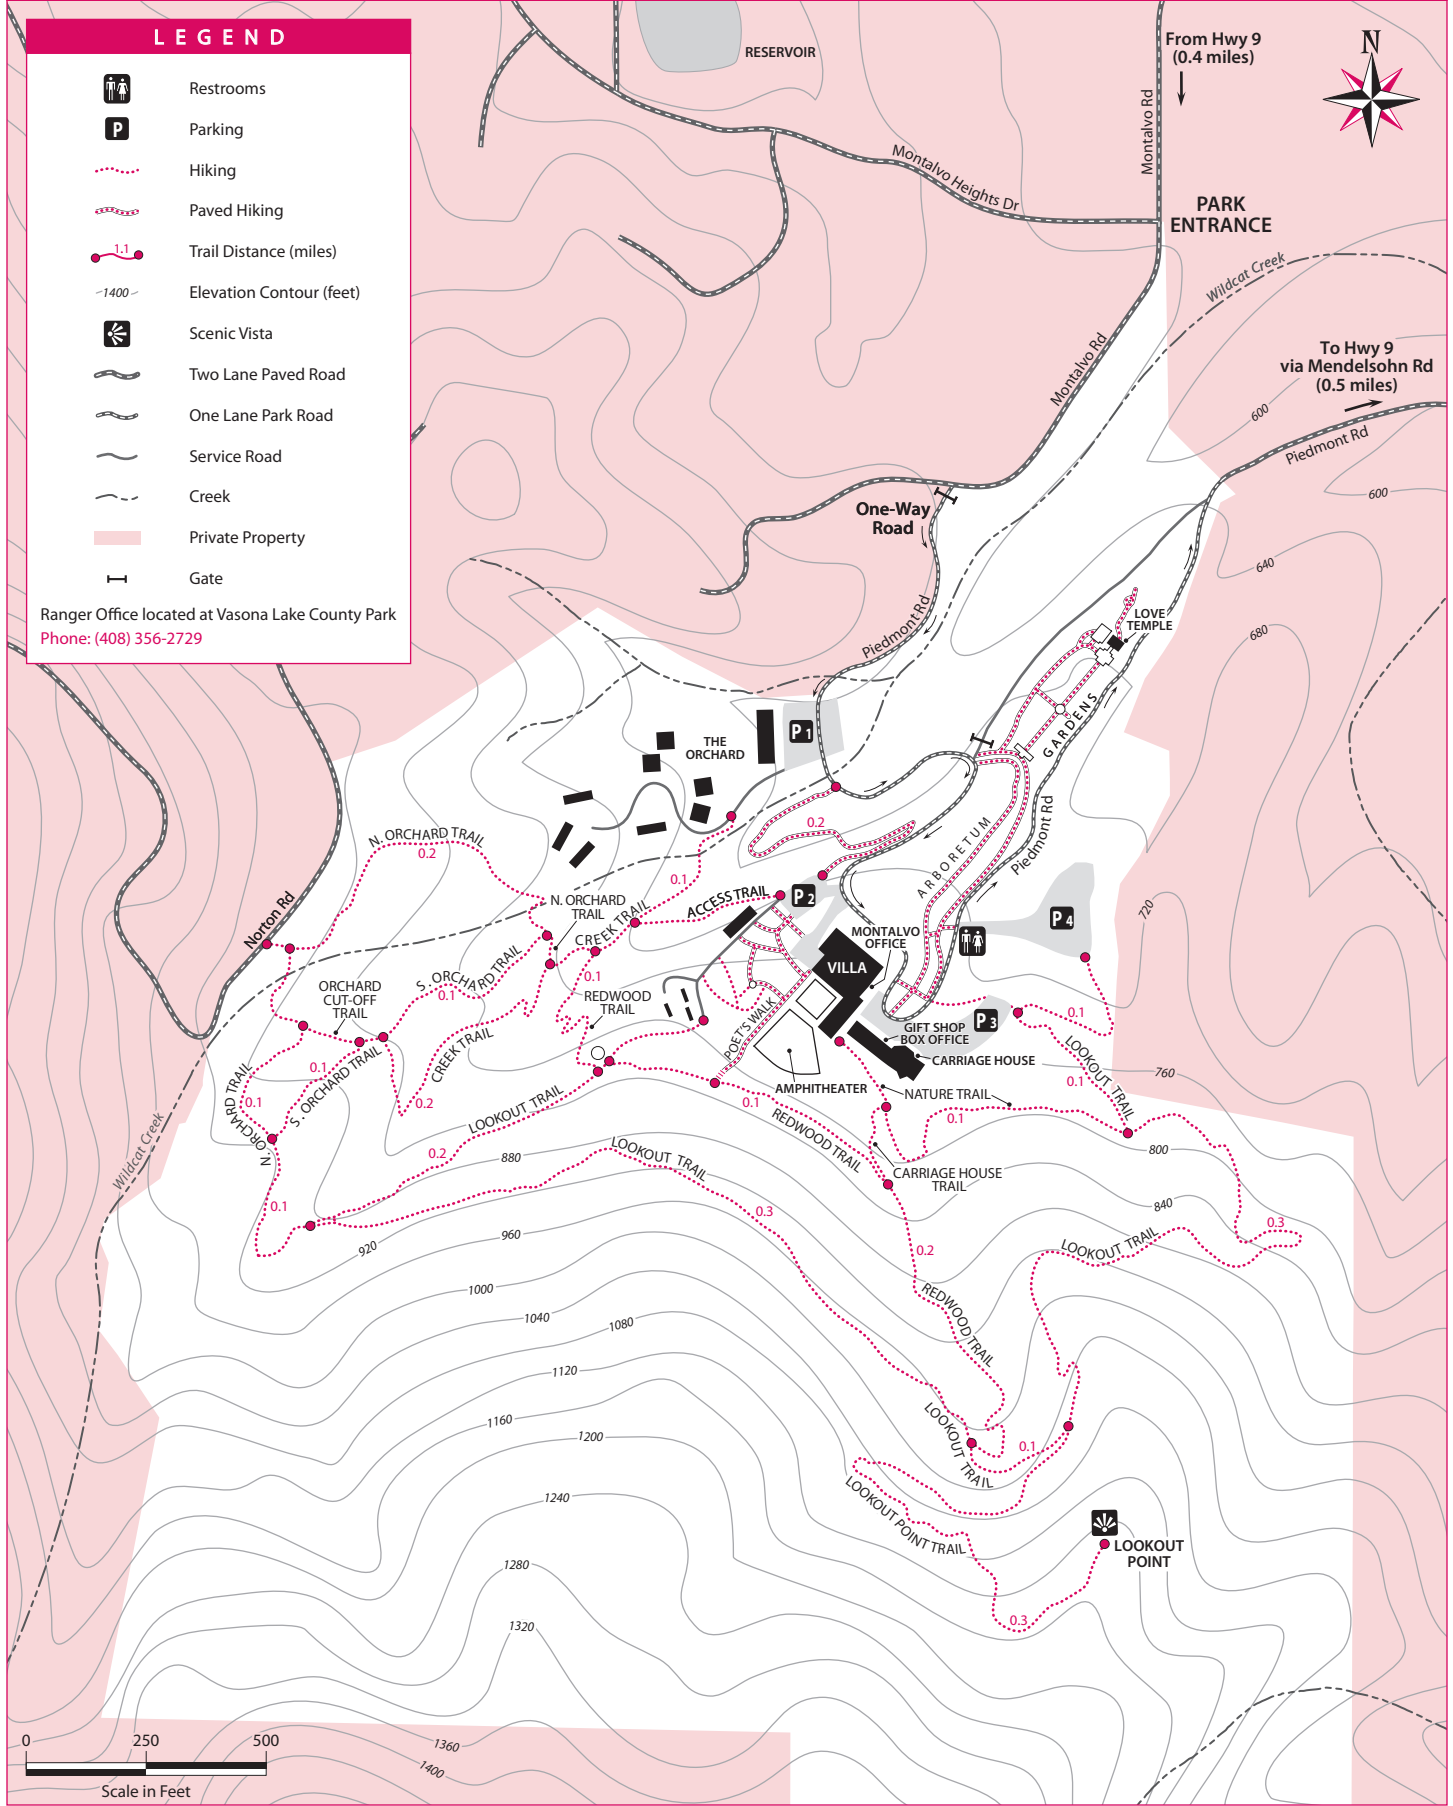 LEGEND
Restrooms
P
Parking
Hiking
Paved Hiking
1.1
Trail Distance (miles)
1400
Elevation Contour (feet)
Scenic Vista
Two Lane Paved Road
One Lane Park Road
Service Road
Creek
Private Property
Gate
Ranger Office located at Vasona Lake County Park
Phone: (408) 356-2729
RESERVOIR
From Hwy 9
(0.4 miles)
N
Montalvo Rd
Montalvo Heights Dr
PARK
ENTRANCE
Wildcat Creek
Montalvo Rd
To Hwy 9
via Mendelsohn Rd
(0.5 miles)
600
Piedmont Rd
600
One-Way
Road
640
Piedmont Rd
LOVE
TEMPLE
680
GARDENS
P 1
THE
ORCHARD
0.2
ARBORETUM
Piedmont Rd
N. ORCHARD TRAIL
0.2
0.1
ACCESS TRAIL
P 2
N. ORCHARD
TRAIL
CREEK TRAIL
Norton Rd
720
P 4
MONTALVO
OFFICE
VILLA
S. ORCHARD TRAIL
0.1
0.1
ORCHARD
CUT-OFF
TRAIL
REDWOOD
TRAIL
POET'S WALK
P 3
0.1
GIFT SHOP
BOX OFFICE
CARRIAGE HOUSE
LOOKOUT TRAIL
0.1
760
CREEK TRAIL
0.1
S. ORCHARD TRAIL
N. ORCHARD TRAIL
0.1
0.2
AMPHITHEATER
NATURE TRAIL
0.1
LOOKOUT TRAIL
0.1
REDWOOD TRAIL
0.2
800
880
LOOKOUT TRAIL
CARRIAGE HOUSE
TRAIL
Wildcat Creek
0.1
0.3
840
0.3
920
960
0.2
LOOKOUT TRAIL
1000
REDWOOD TRAIL
1040
1080
1120
1160
LOOKOUT TRAIL
1200
0.1
1240
LOOKOUT POINT TRAIL
LOOKOUT
POINT
1280
0.3
1320
0
250
500
Scale in Feet
1360
1400